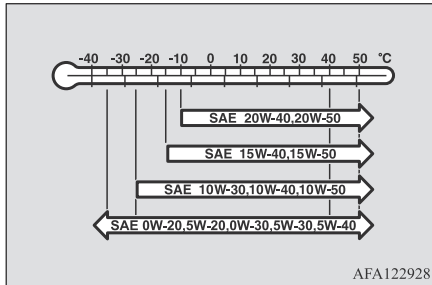 -40 -30 -20 -10 0 10 20 30 40 50 °C
SAE 20W-40,20W-50
SAE 15W-40,15W-50
SAE 10W-30,10W-40,10W-50
SAE 0W-20,5W-20,0W-30,5W-30,5W-40
AFA122928